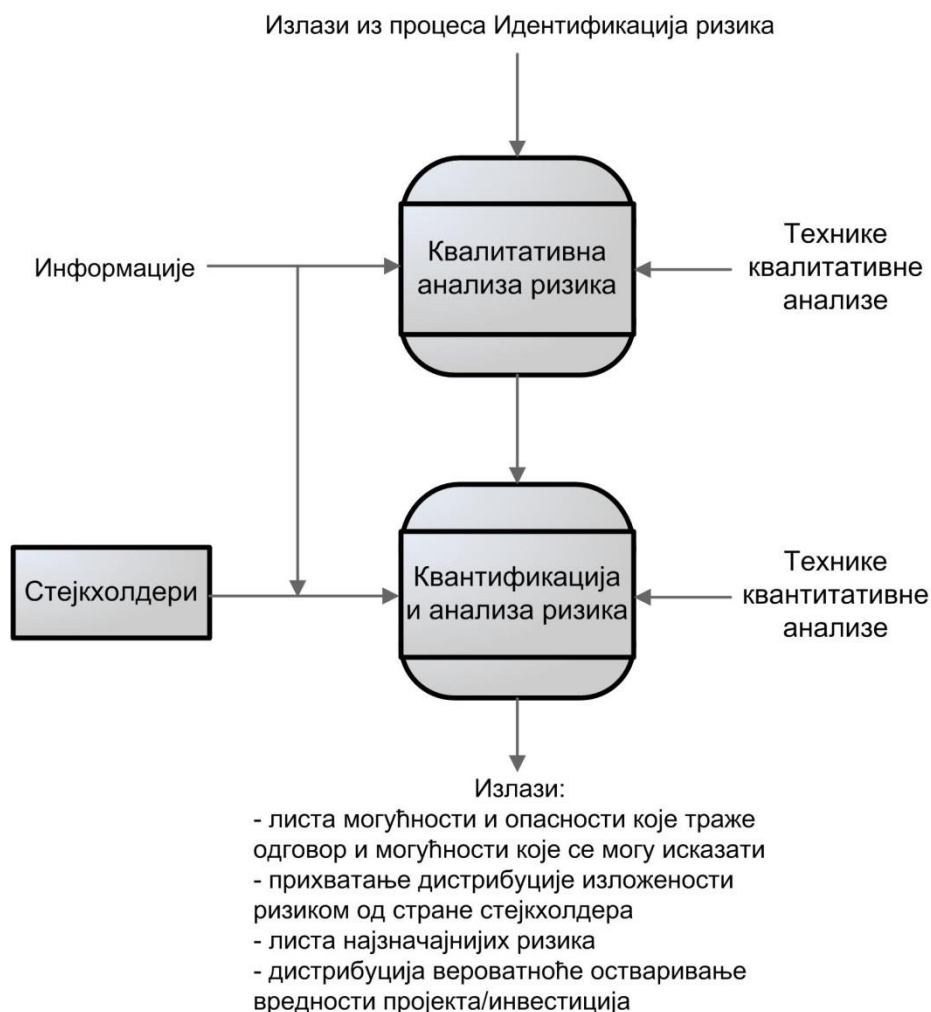 Излази из процеса Идентификација ризика
Информације
Квалитативна
анализа ризика
Технике
квалитативне
анализе
Стејкхолдери
Квантификација
и анализа ризика
Технике
квантитативне
анализе
Излази:
- листа могућности и опасности које траже
одговор и могућности које се могу исказати
- прихватање дистрибуције изложености
ризиком од стране стејкхолдера
- листа најзначајнијих ризика
- дистрибуција вероватноће остваривање
вредности пројекта/инвестиција